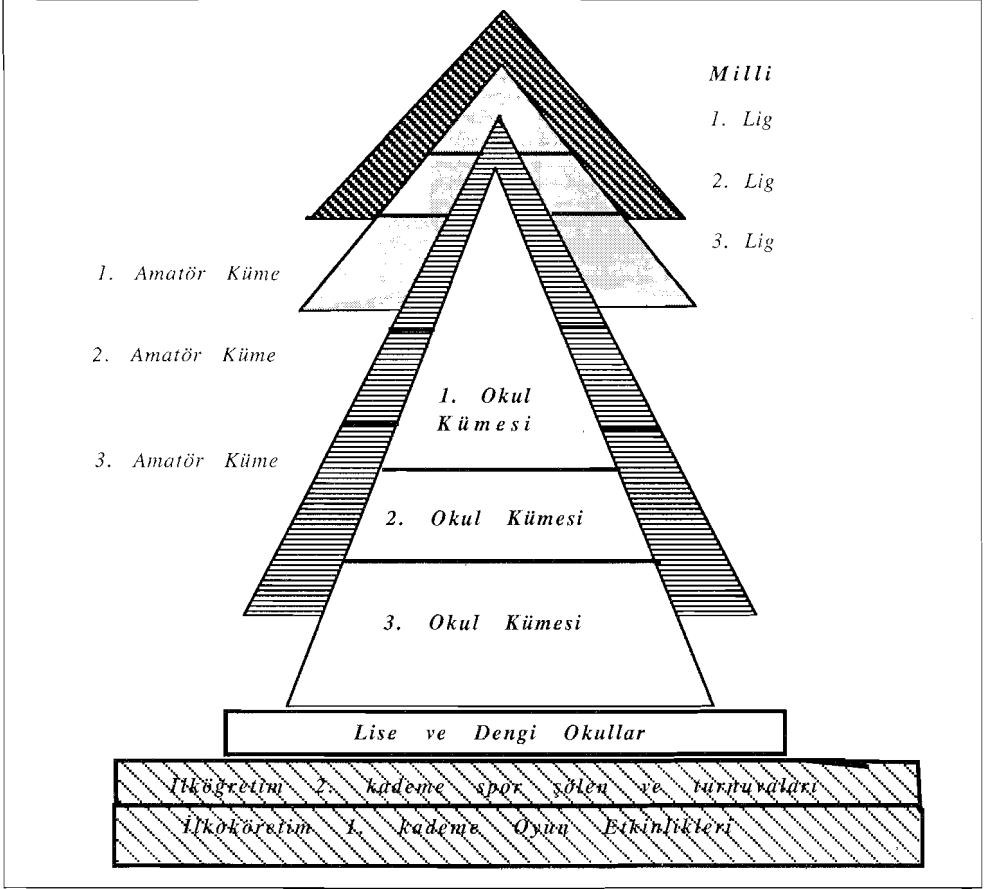 Milli
1. Lig
2. Lig
3. Lig
1. Amatör Küme
2. Amatör Küme
3. Amatör Küme
1. Okul
Kümesi
2. Okul Kümesi
3. Okul Kümesi
Lise ve Dengi Okullar
İlköğretim 2. kademe spor şölen ve turnuvaları
İlkököretim 1. kademe Oyun Etkinlikleri